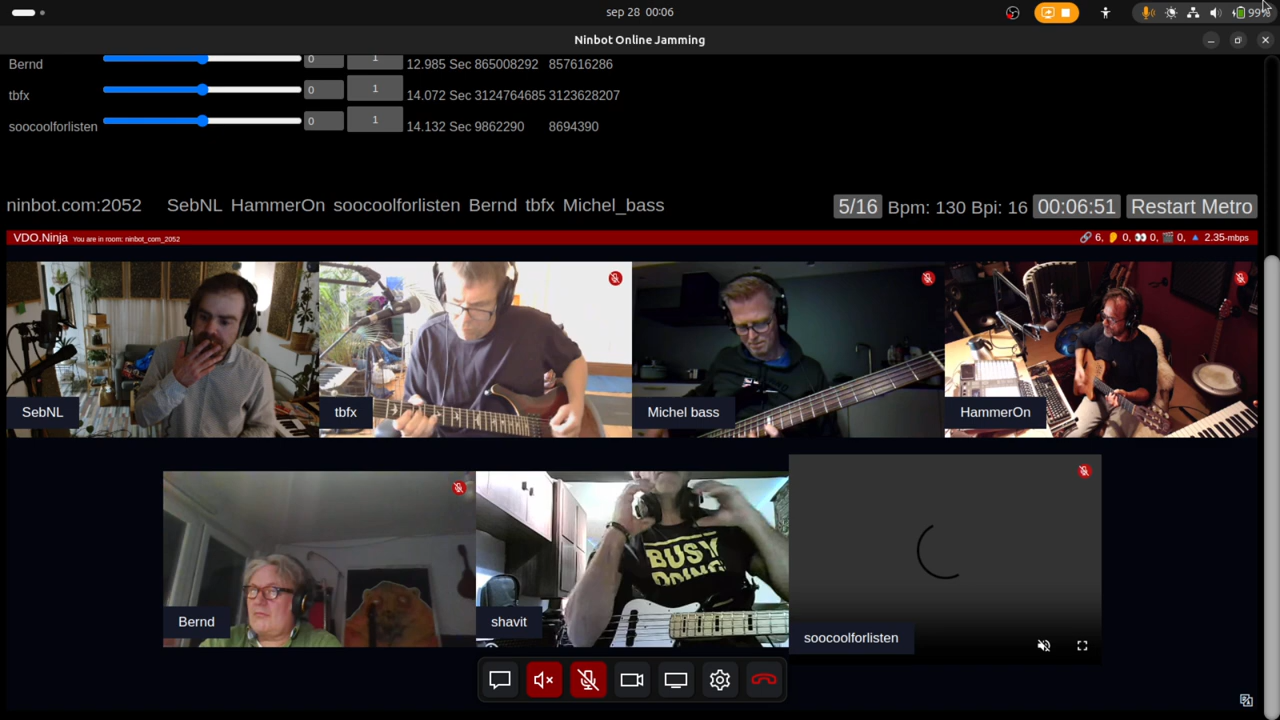 sep 28 00:06
99%
Ninbot Online Jamming
Bernd 0 1 12.985 Sec 865008292 857616286
tbfx 0 1 14.072 Sec 3124764685 3123628207
soocoolforlisten 0 1 14.132 Sec 9862290 8694390
ninbot.com:2052 SebNL HammerOn soocoolforlisten Bernd tbfx Michel_bass 5/16 Bpm: 130 Bpi: 16 00:06:51 Restart Metro
VDO.Ninja You are in room: ninbot_com_2052 6, 0, 0, 0, 2.35-mbps
SebNL
tbfx
Michel bass
HammerOn
BUSY
DOING
Bernd
shavit
soocoolforlisten